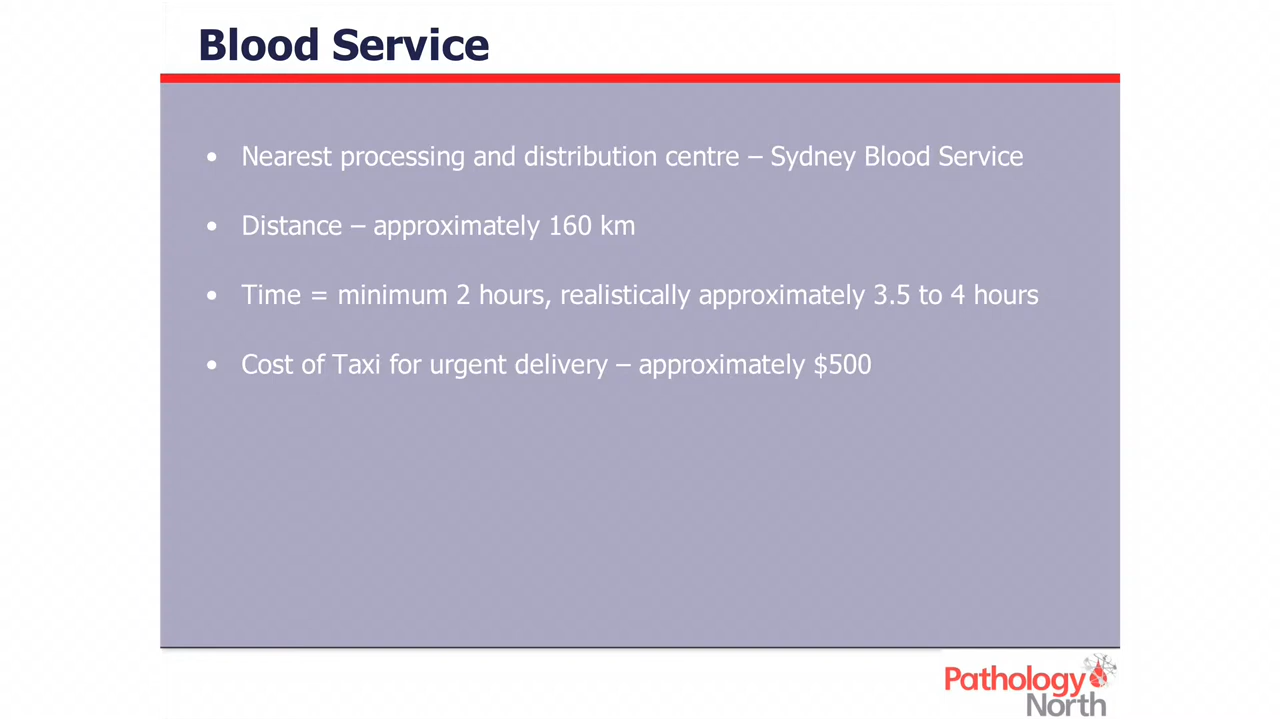 Blood Service
• Nearest processing and distribution centre – Sydney Blood Service
• Distance – approximately 160 km
• Time = minimum 2 hours, realistically approximately 3.5 to 4 hours
• Cost of Taxi for urgent delivery – approximately $500
Pathology
North